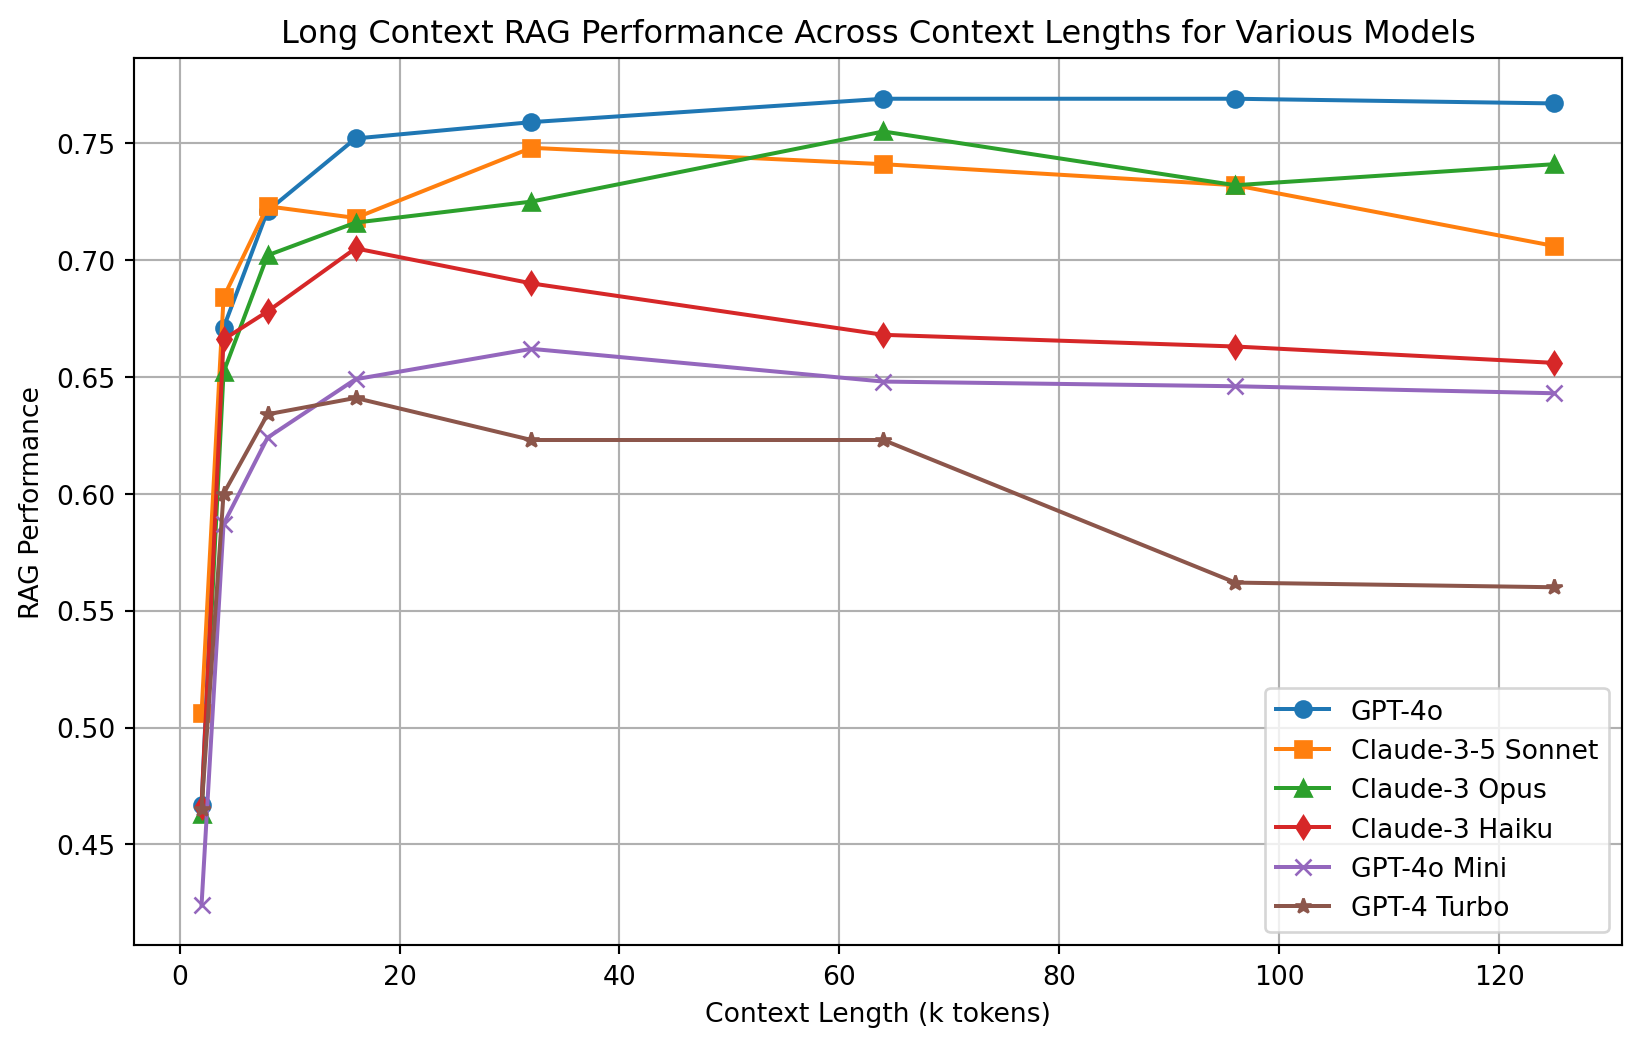 Long Context RAG Performance Across Context Lengths for Various Models
RAG Performance
0.75
0.70
0.65
0.60
0.55
0.50
0.45
0 20 40 60 80 100 120
Context Length (k tokens)
GPT-4o
Claude-3-5 Sonnet
Claude-3 Opus
Claude-3 Haiku
GPT-4o Mini
GPT-4 Turbo